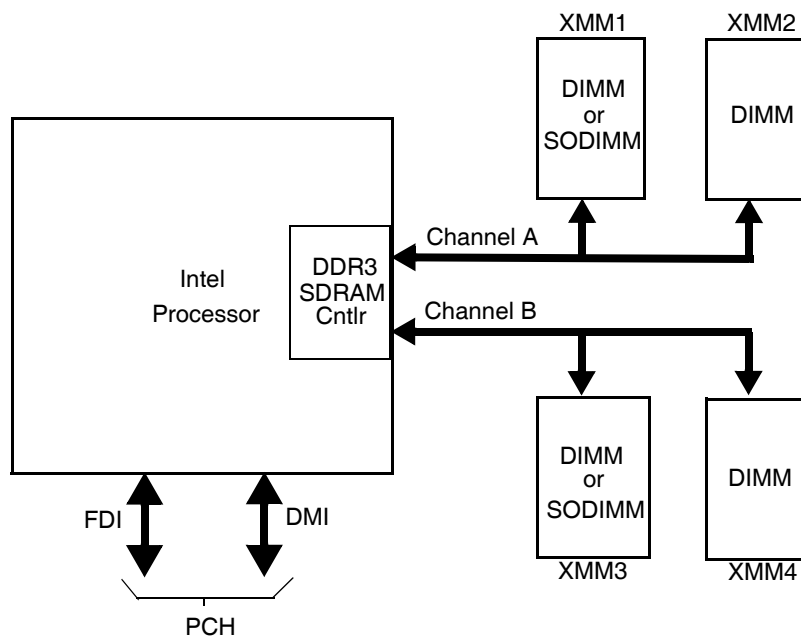 XMM1
XMM2
DIMM
or
SODIMM
DIMM
Channel A
DDR3
SDRAM
Cntlr
Intel
Processor
Channel B
DIMM
or
SODIMM
DIMM
XMM3
XMM4
FDI
DMI
PCH